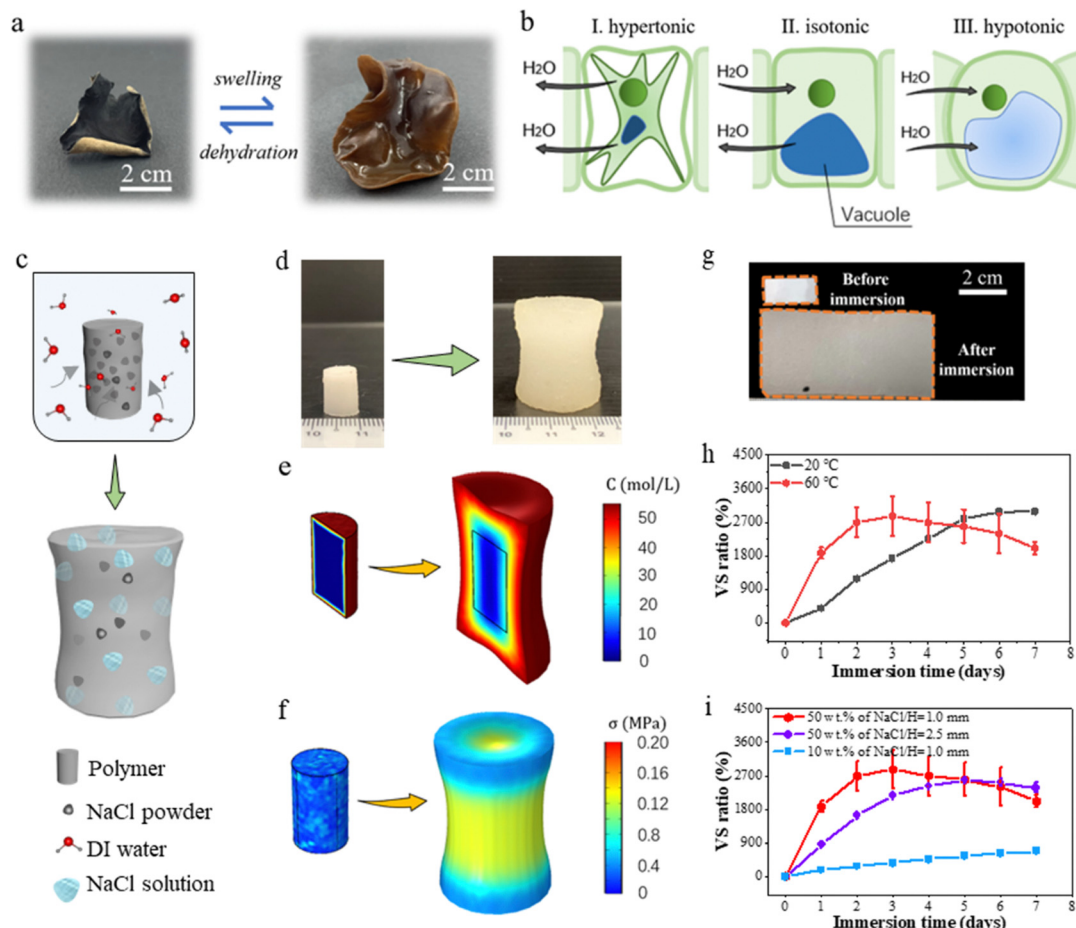 a
swelling
dehydration
2 cm
2 cm
b
I. hypertonic
II. isotonic
III. hypotonic
H2O
H2O
H2O
H2O
H2O
H2O
Vacuole
c
Polymer
NaCl powder
DI water
NaCl solution
d
10 11
10 11 12
e
C (mol/L)
50
40
30
20
10
0
f
σ (MPa)
0.20
0.16
0.12
0.8
0.4
0
g
Before
immersion
2 cm
After
immersion
h
20 °C
60 °C
VS ratio (%)
4500
3600
2700
1800
900
0
0 1 2 3 4 5 6 7 8
Immersion time (days)
i
50 wt.% of NaCl/H=1.0 mm
50 wt.% of NaCl/H=2.5 mm
10 wt.% of NaCl/H=1.0 mm
VS ratio (%)
4500
3600
2700
1800
900
0
0 1 2 3 4 5 6 7 8
Immersion time (days)